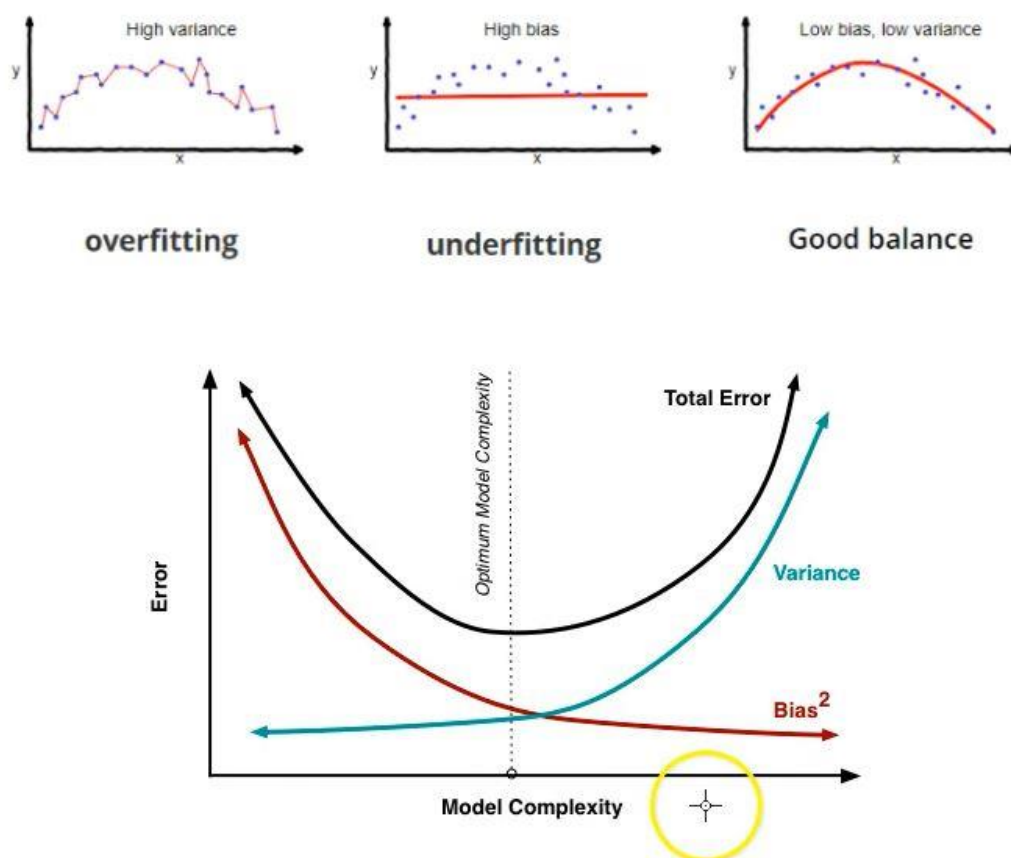 High variance
y
x
High bias
y
x
Low bias, low variance
y
x
overfitting
underfitting
Good balance
Optimum Model Complexity
Total Error
Variance
Error
Bias²
Model Complexity